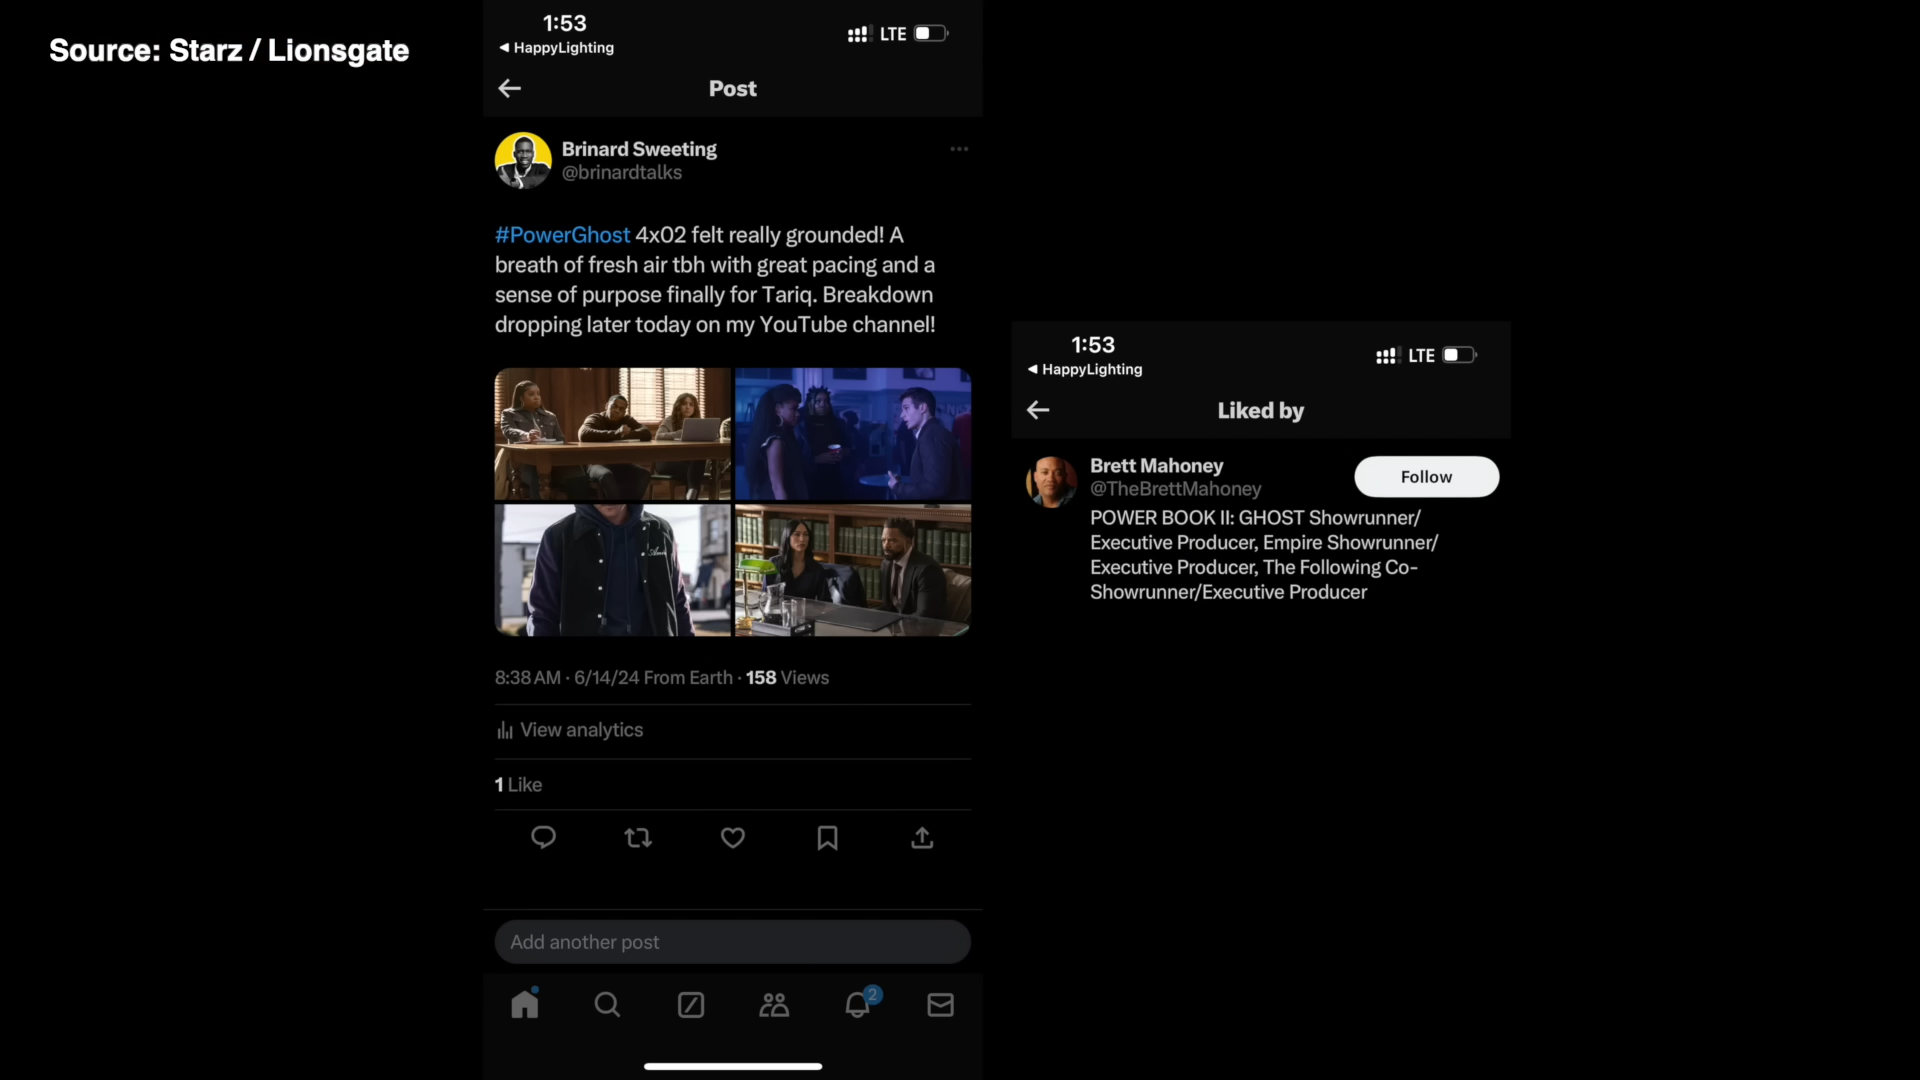 Source: Starz / Lionsgate
1:53
HappyLighting
LTE
Post
Brinard Sweeting
@brinardtalks
#PowerGhost 4x02 felt really grounded! A
breath of fresh air tbh with great pacing and a
sense of purpose finally for Tariq. Breakdown
dropping later today on my YouTube channel!
8:38 AM · 6/14/24 From Earth · 158 Views
View analytics
1 Like
Add another post
2
1:53
HappyLighting
LTE
Liked by
Brett Mahoney
@TheBrettMahoney
Follow
POWER BOOK II: GHOST Showrunner/
Executive Producer, Empire Showrunner/
Executive Producer, The Following Co-
Showrunner/Executive Producer